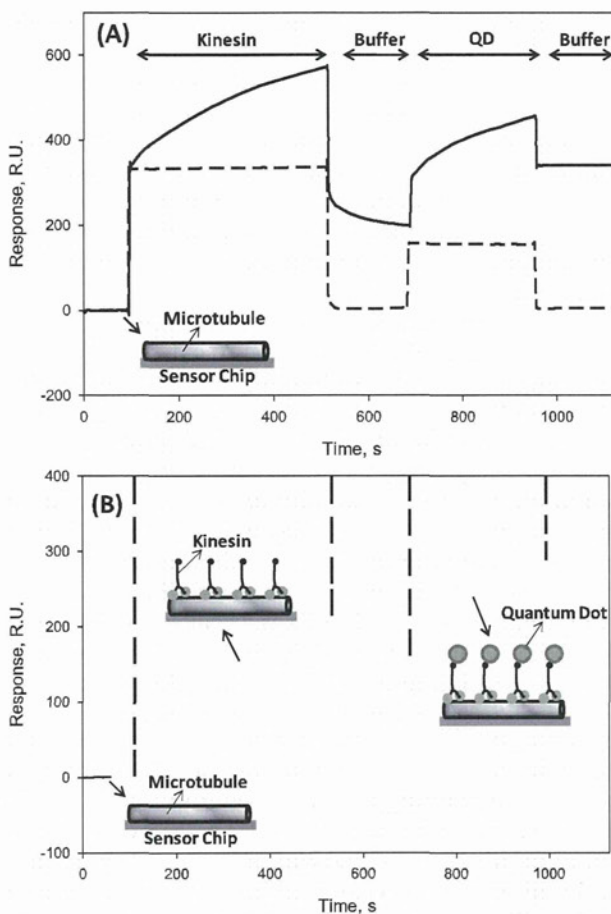 (A)
Kinesin Buffer QD Buffer
600
400
200
0
-200
Response, R.U.
Microtubule
Sensor Chip
0 200 400 600 800 1000
Time, s
(B)
400
300
200
100
0
-100
Response, R.U.
Kinesin
Quantum Dot
Microtubule
Sensor Chip
0 200 400 600 800 1000
Time, s